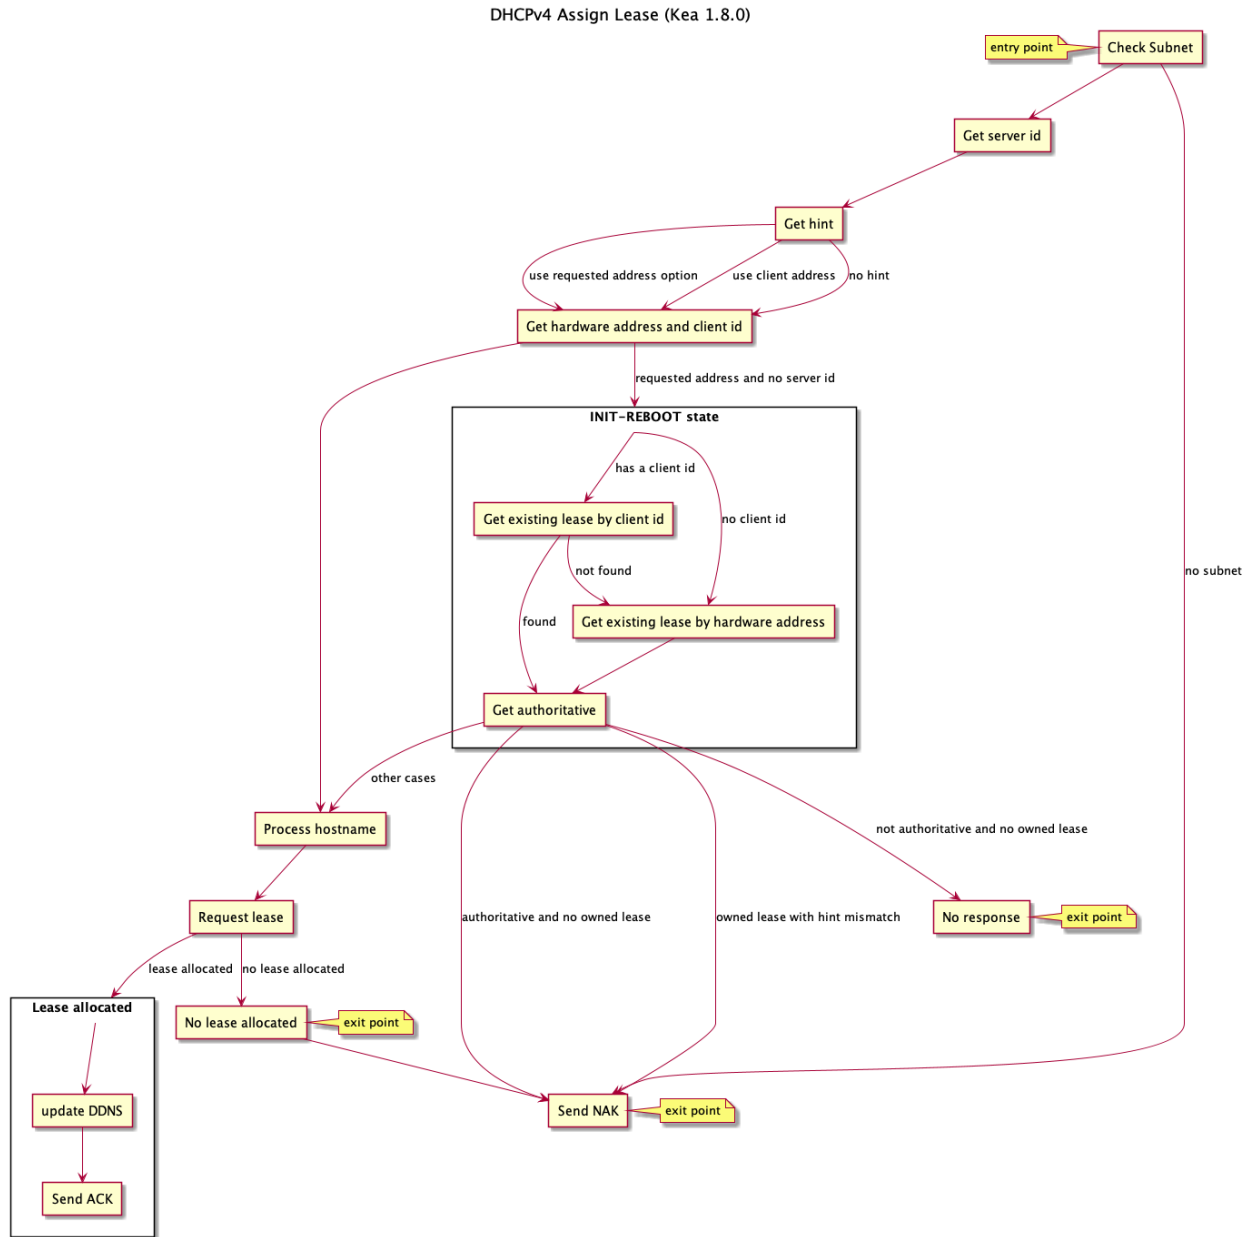 DHCPv4 Assign Lease (Kea 1.8.0)
entry point
Check Subnet
Get server id
Get hint
use requested address option
use client address
no hint
Get hardware address and client id
requested address and no server id
INIT-REBOOT state
has a client id
Get existing lease by client id
no client id
not found
no subnet
found
Get existing lease by hardware address
Get authoritative
other cases
Process hostname
not authoritative and no owned lease
Request lease
authoritative and no owned lease
owned lease with hint mismatch
No response
exit point
lease allocated
no lease allocated
Lease allocated
No lease allocated
exit point
update DDNS
Send NAK
exit point
Send ACK